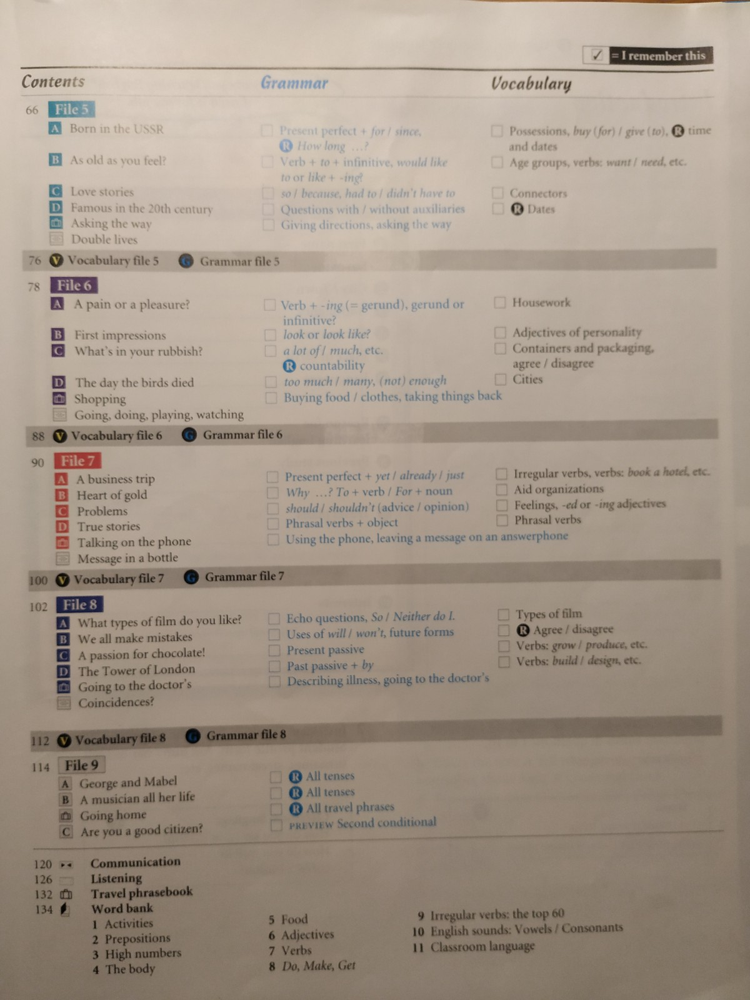 ✓ = I remember this
Contents Grammar Vocabulary
66 File 5
A Born in the USSR Present perfect + for / since, Possessions, buy (for) / give (to), R time
R How long …? and dates
B As old as you feel? Verb + to + infinitive, would like Age groups, verbs: want / need, etc.
to or like + -ing?
C Love stories so / because, had to / didn't have to Connectors
D Famous in the 20th century Questions with / without auxiliaries R Dates
Asking the way Giving directions, asking the way
Double lives
76 V Vocabulary file 5 G Grammar file 5
78 File 6
A A pain or a pleasure? Verb + -ing (= gerund), gerund or Housework
infinitive?
B First impressions look or look like? Adjectives of personality
C What's in your rubbish? a lot of / much, etc. Containers and packaging,
R countability agree / disagree
D The day the birds died too much / many, (not) enough Cities
Shopping Buying food / clothes, taking things back
Going, doing, playing, watching
88 V Vocabulary file 6 G Grammar file 6
90 File 7
A A business trip Present perfect + yet / already / just Irregular verbs, verbs: book a hotel, etc.
B Heart of gold Why …? To + verb / For + noun Aid organizations
C Problems should / shouldn't (advice / opinion) Feelings, -ed or -ing adjectives
D True stories Phrasal verbs + object Phrasal verbs
Talking on the phone Using the phone, leaving a message on an answerphone
Message in a bottle
100 V Vocabulary file 7 G Grammar file 7
102 File 8
A What types of film do you like? Echo questions, So / Neither do I. Types of film
B We all make mistakes Uses of will / won't, future forms R Agree / disagree
C A passion for chocolate! Present passive Verbs: grow / produce, etc.
D The Tower of London Past passive + by Verbs: build / design, etc.
Going to the doctor's Describing illness, going to the doctor's
Coincidences?
112 V Vocabulary file 8 G Grammar file 8
114 File 9
A George and Mabel R All tenses
B A musician all her life R All tenses
Going home R All travel phrases
C Are you a good citizen? PREVIEW Second conditional
120 Communication
126 Listening
132 Travel phrasebook
134 Word bank
1 Activities 5 Food 9 Irregular verbs: the top 60
2 Prepositions 6 Adjectives 10 English sounds: Vowels / Consonants
3 High numbers 7 Verbs 11 Classroom language
4 The body 8 Do, Make, Get